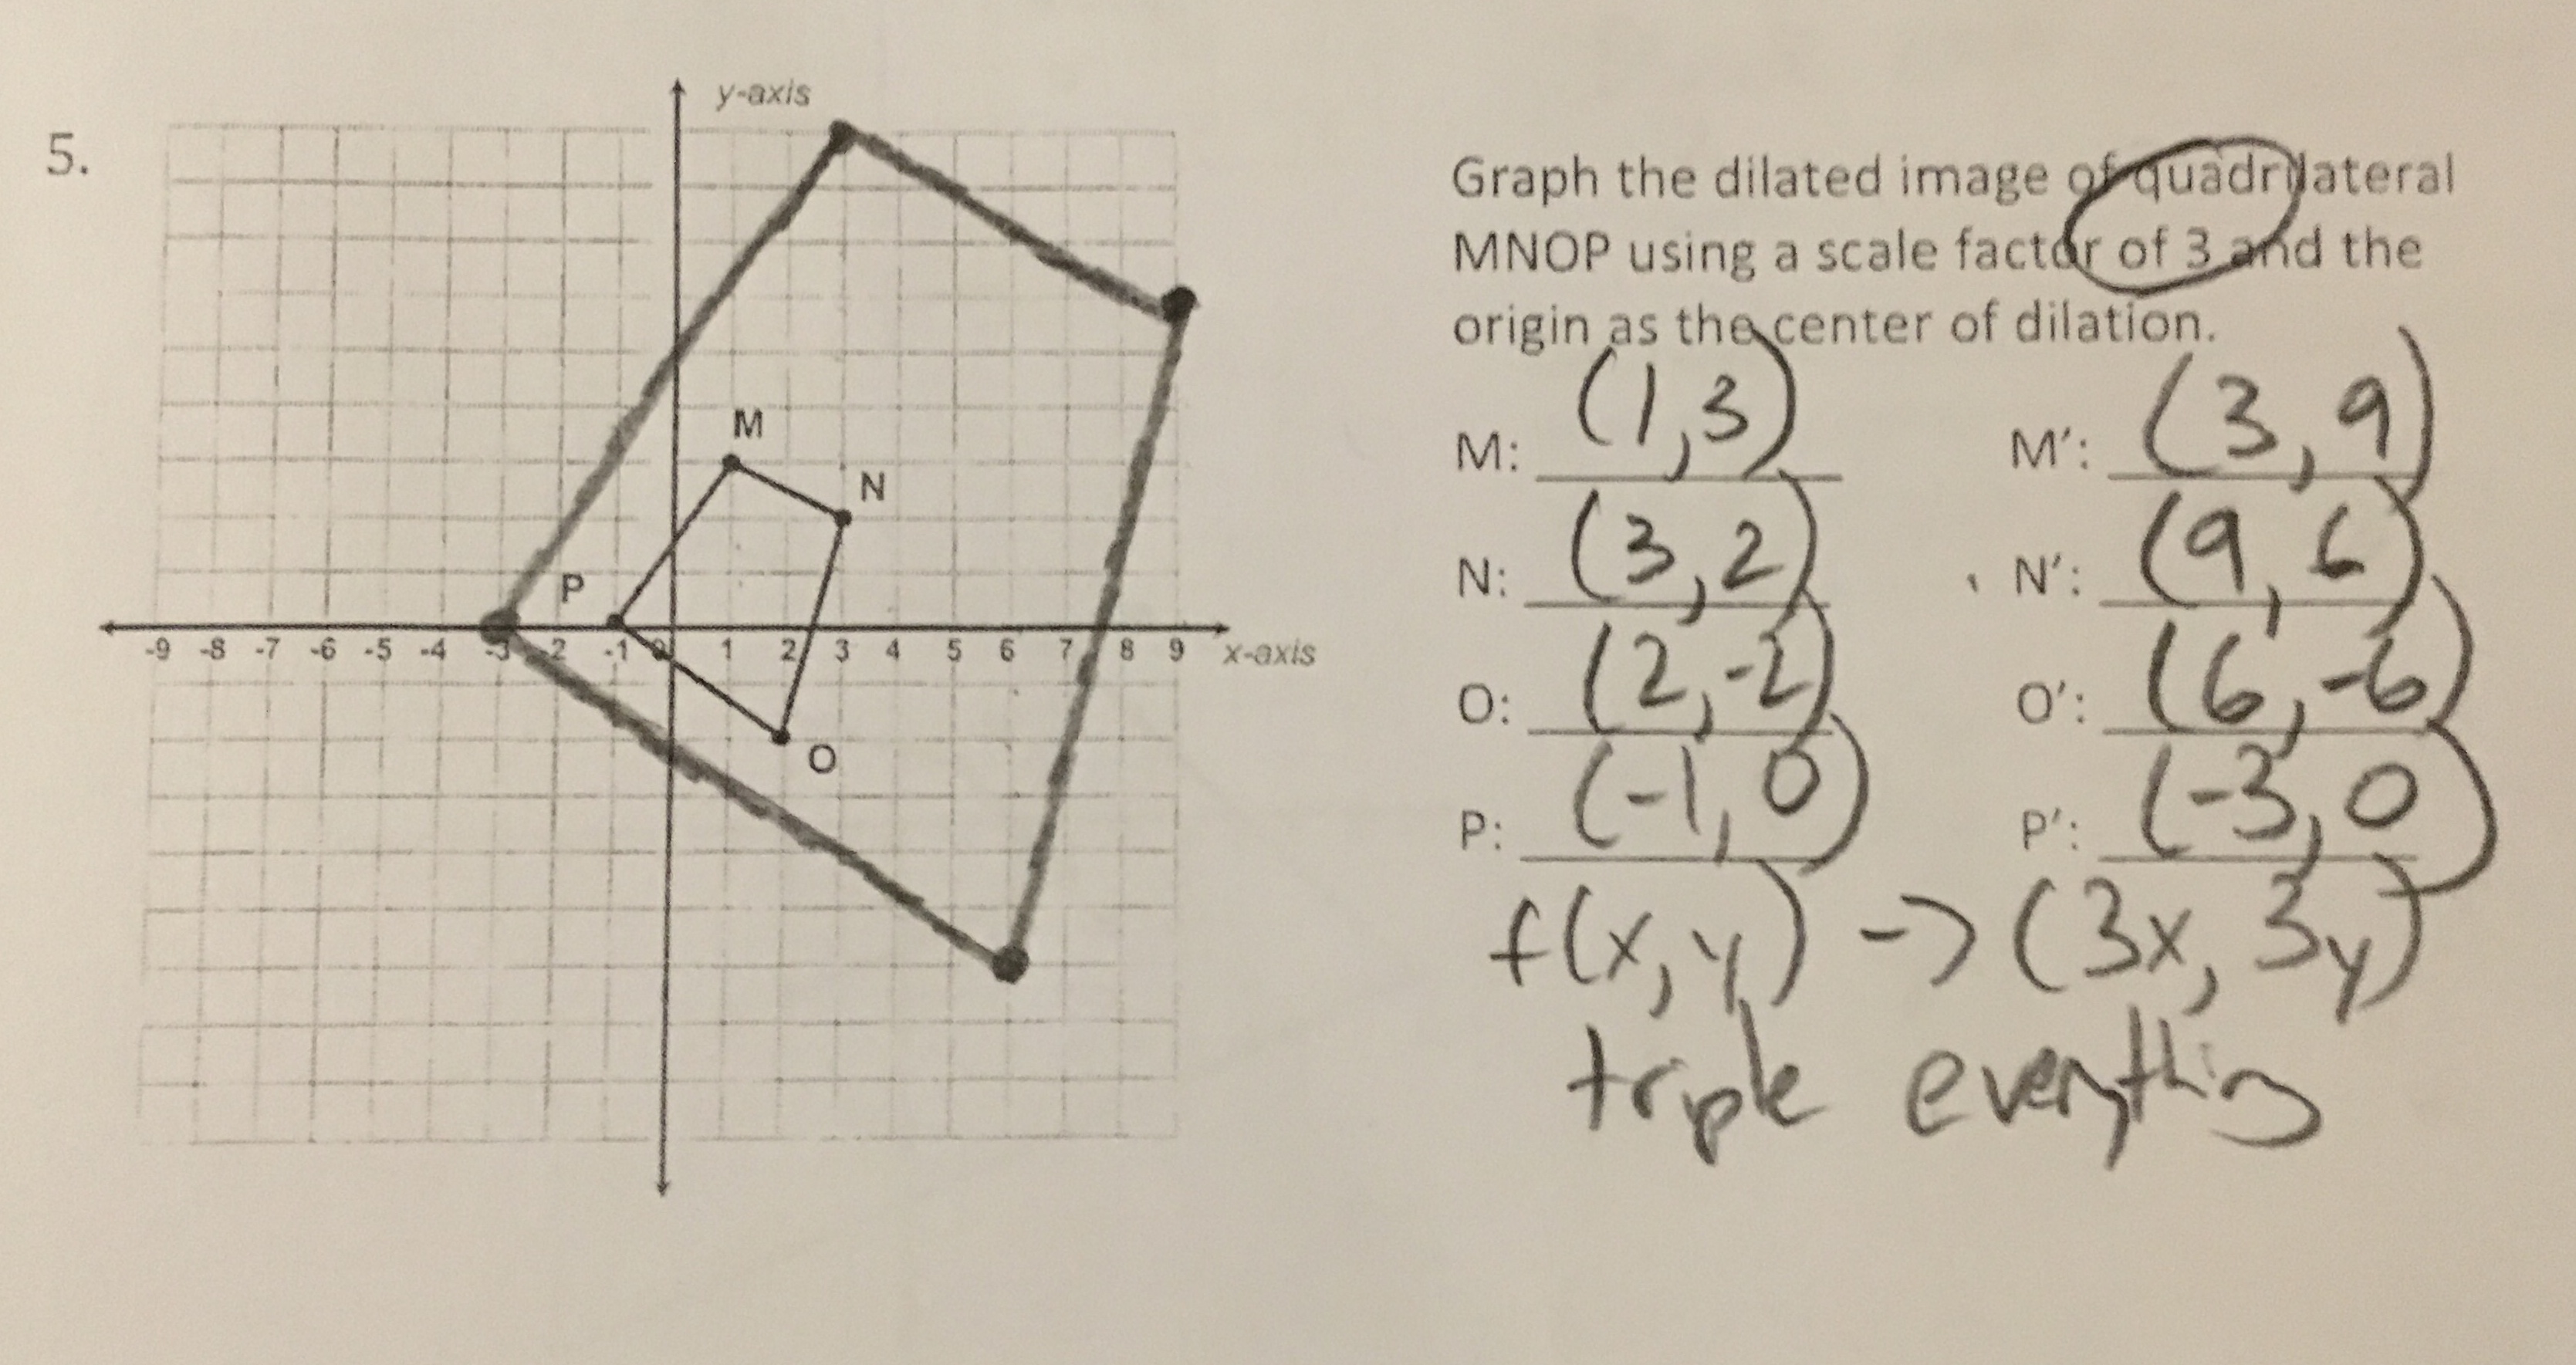 5.
y-axis
Graph the dilated image of quadrilateral
MNOP using a scale factor of 3 and the
origin as the center of dilation.
M
N
P
O
-9 -8 -7 -6 -5 -4 -3 -2 -1 0 1 2 3 4 5 6 7 8 9 x-axis
M: (1,3) M′: (3,9)
N: (3,2) N′: (9,6)
O: (2,-2) O′: (6,-6)
P: (-1,0) P′: (-3,0)
f(x,y) -> (3x, 3y)
triple everything